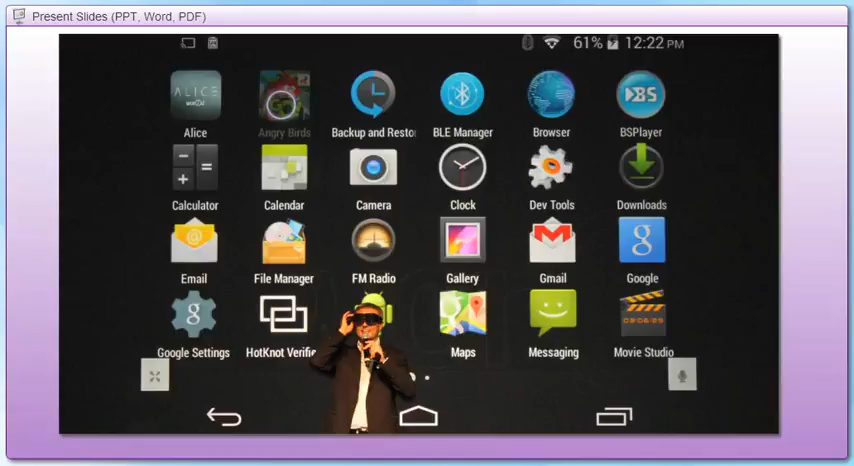 Present Slides (PPT, Word, PDF)
61% 12:22 PM
ALICE
Alice Angry Birds Backup and Resto BLE Manager Browser BSPlayer
Calculator Calendar Camera Clock Dev Tools Downloads
Email File Manager FM Radio Gallery Gmail Google
Google Settings HotKnot Verifi Maps Messaging Movie Studio